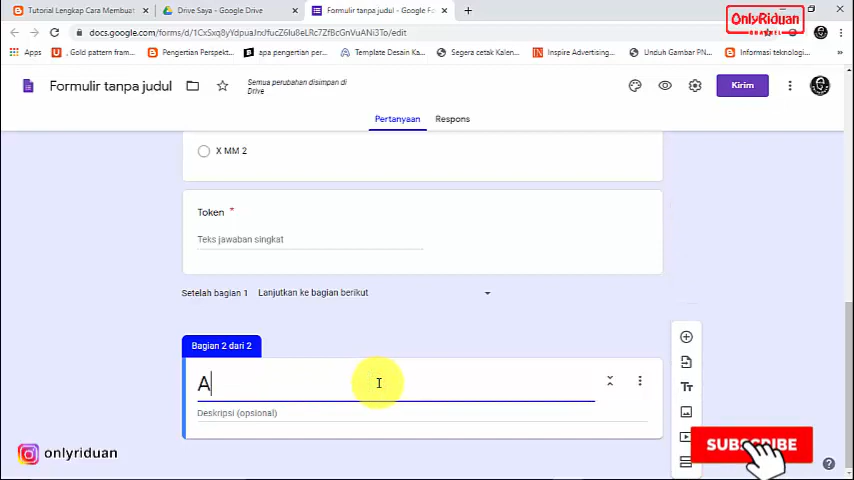 Tutorial Lengkap Cara Membuat
Drive Saya - Google Drive
Formulir tanpa judul - Google Fo
OnlyRiduan
docs.google.com/forms/d/1CxSxq8yYdpuaInxfucZ6Iu8eLRc7ZfBcGnVuANi3To/edit
Apps
, Gold pattern fram...
Pengertian Perspekt...
apa pengertian per...
Template Desain Ka...
Segera cetak Kalen...
Inspire Advertising...
Unduh Gambar PN...
Informasi teknologi...
Formulir tanpa judul
Semua perubahan disimpan di
Drive
Kirim
Pertanyaan
Respons
X MM 2
Token *
Teks jawaban singkat
Setelah bagian 1
Lanjutkan ke bagian berikut
Bagian 2 dari 2
A
Deskripsi (opsional)
Tт
SUBSCRIBE
onlyriduan